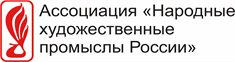 Ассоциация «Народные
художественные
промыслы России»